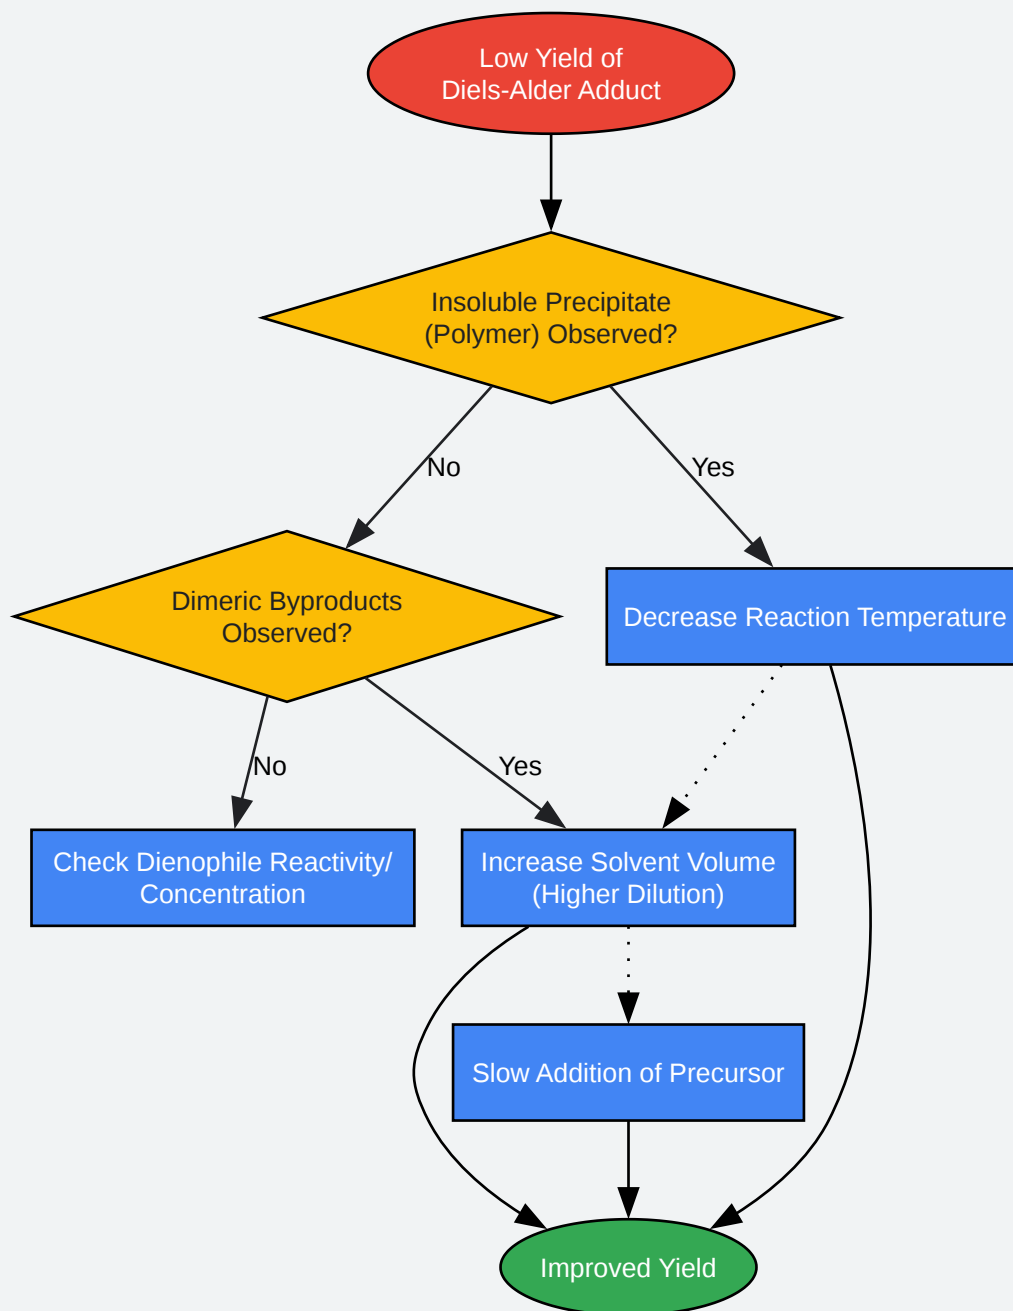 Low Yield of
Diels-Alder Adduct
Insoluble Precipitate
(Polymer) Observed?
No
Yes
Dimeric Byproducts
Observed?
Decrease Reaction Temperature
No
Yes
Check Dienophile Reactivity/
Concentration
Increase Solvent Volume
(Higher Dilution)
Slow Addition of Precursor
Improved Yield